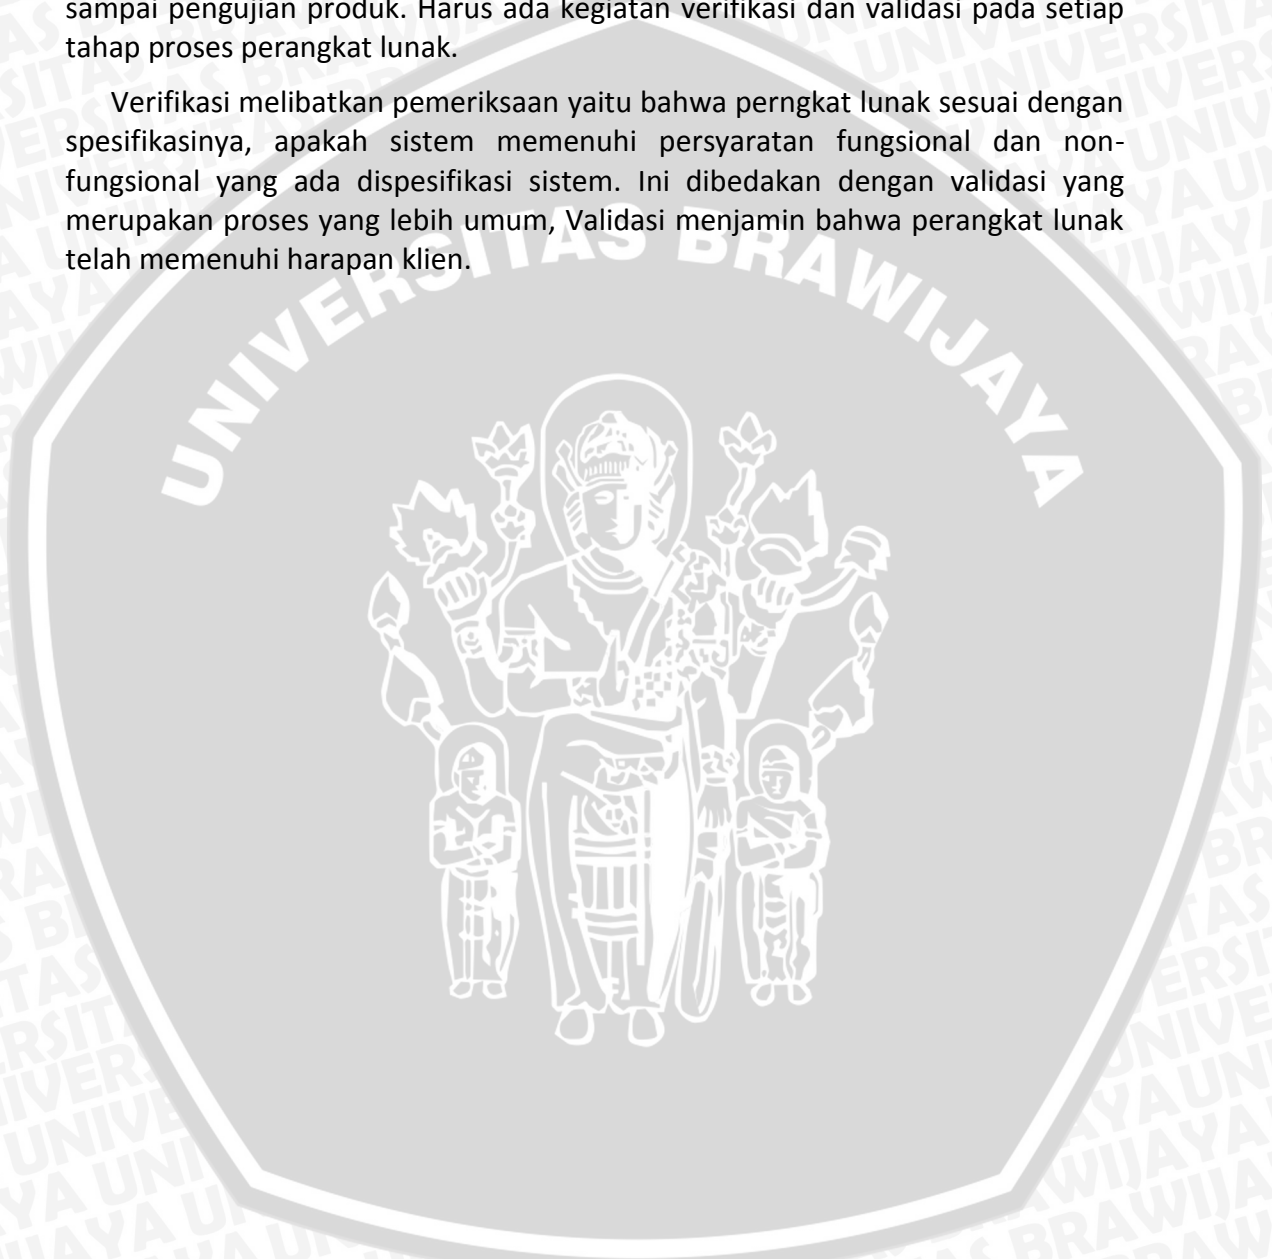 sampai pengujian produk. Harus ada kegiatan verifikasi dan validasi pada setiap
tahap proses perangkat lunak.
Verifikasi melibatkan pemeriksaan yaitu bahwa perngkat lunak sesuai dengan
spesifikasinya, apakah sistem memenuhi persyaratan fungsional dan non-
fungsional yang ada dispesifikasi sistem. Ini dibedakan dengan validasi yang
merupakan proses yang lebih umum, Validasi menjamin bahwa perangkat lunak
telah memenuhi harapan klien.
UNIVERSITAS BRAWIJAYA